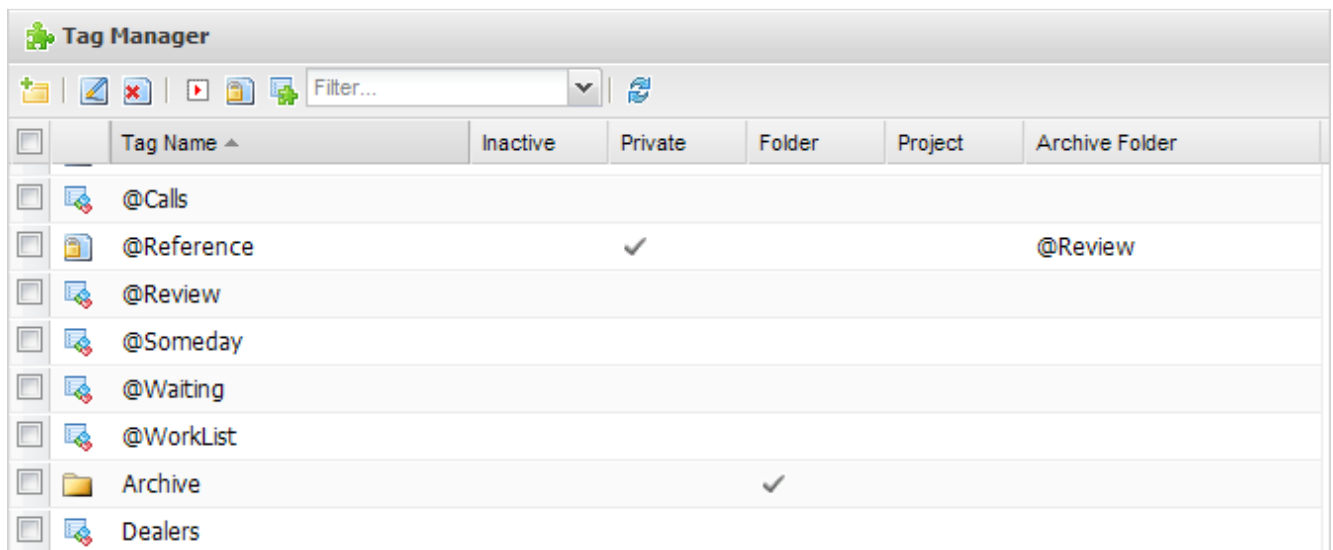 Tag Manager
Filter...
Tag Name Inactive Private Folder Project Archive Folder
@Calls
@Reference @Review
@Review
@Someday
@Waiting
@WorkList
Archive
Dealers